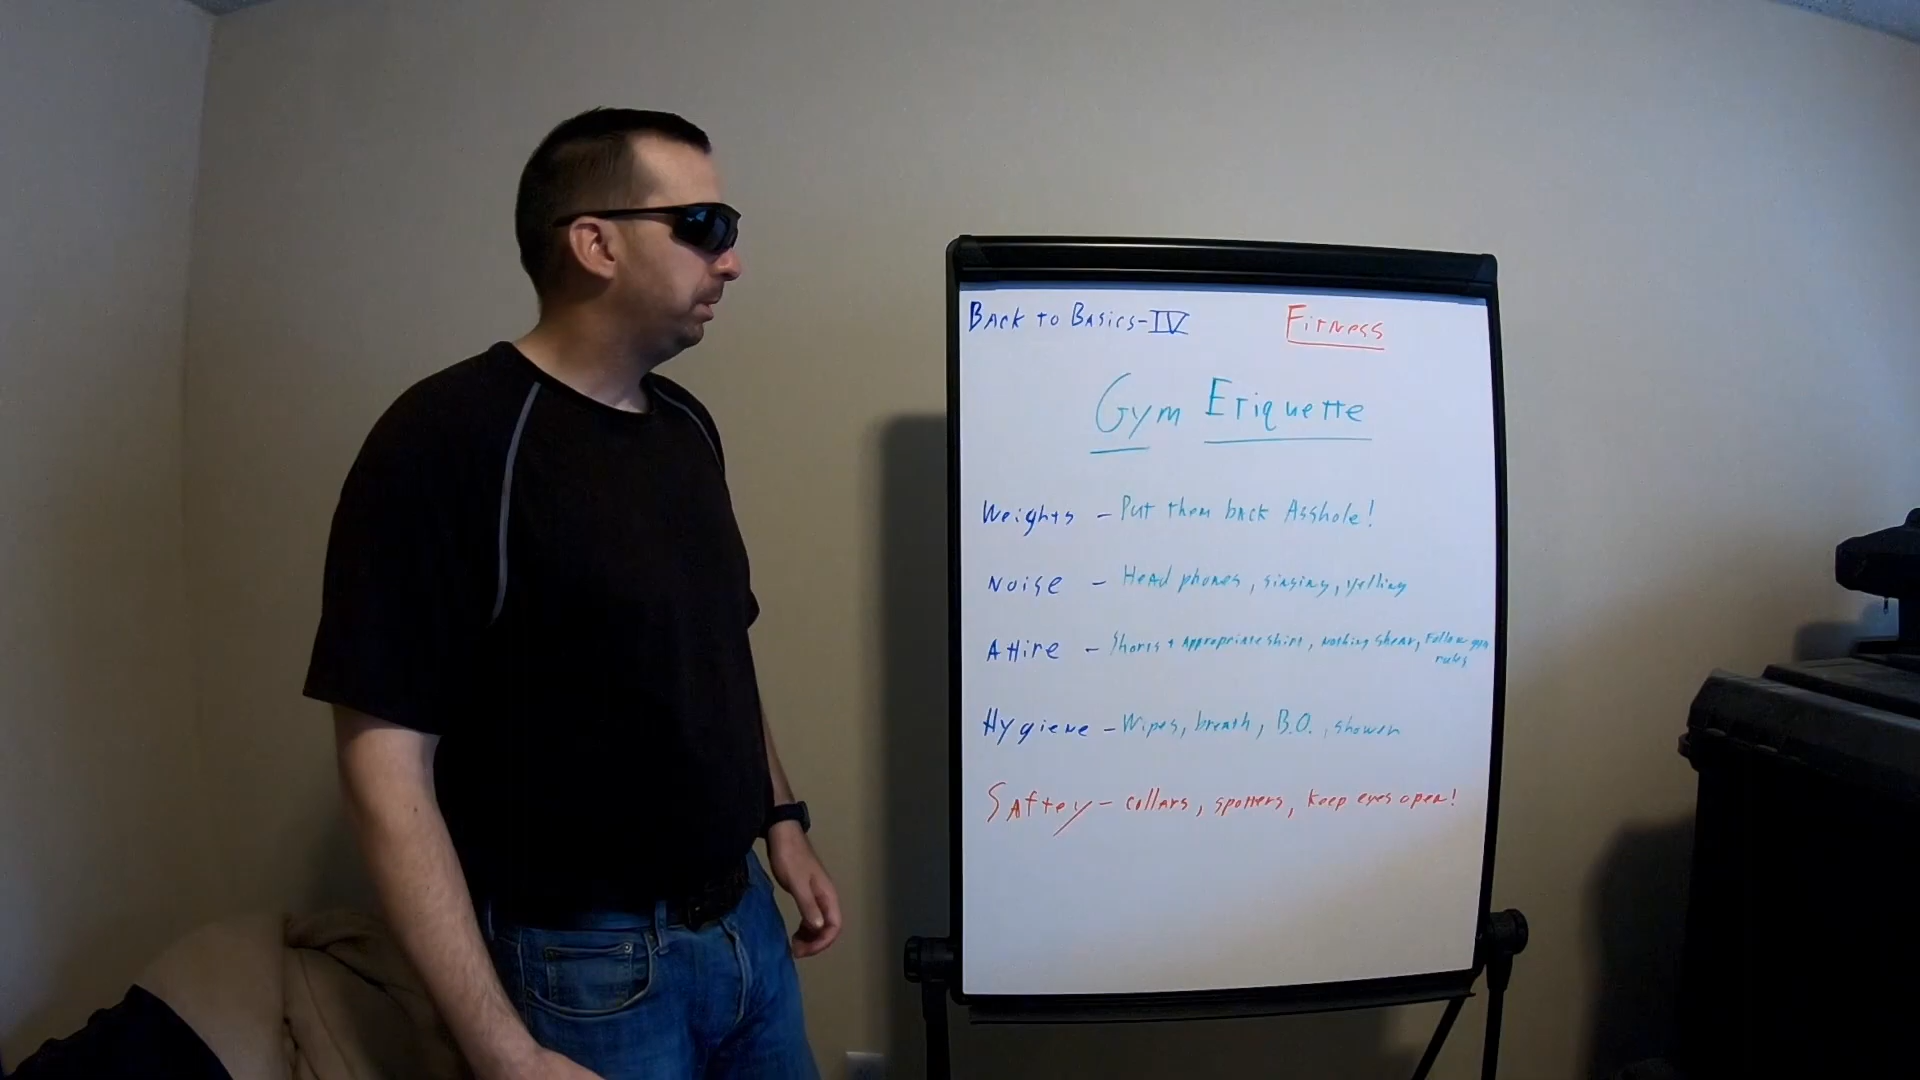 Back to Basics-IV
Fitness
Gym Etiquette
Weights - Put them back Asshole!
Noise - Head phones, singing, yelling
Attire - Shorts + Appropriate shirt, nothing shear, Follow gym
rules
Hygiene - Wipes, breath, B.O., shower
Saftey - collars, spotters, keep eyes open!